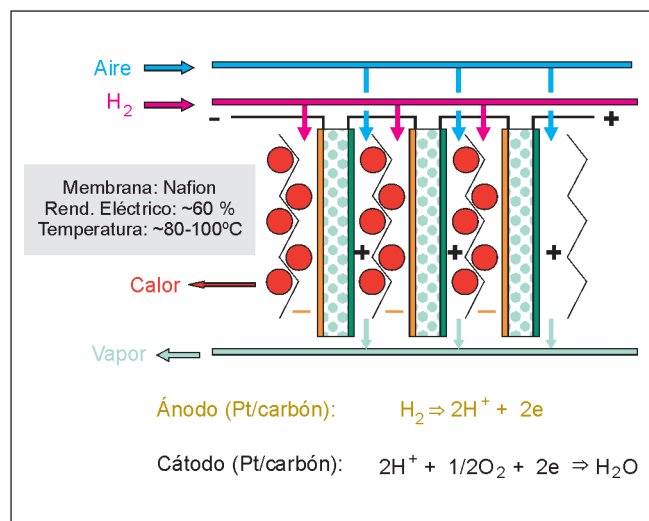 Aire
H₂
-
+
Membrana: Nafion
Rend. Eléctrico: ~60 %
Temperatura: ~80-100ºC
+ + +
Calor
– – –
Vapor
Ánodo (Pt/carbón): H₂ ⇒ 2H⁺ + 2e
Cátodo (Pt/carbón): 2H⁺ + 1/2O₂ + 2e ⇒ H₂O